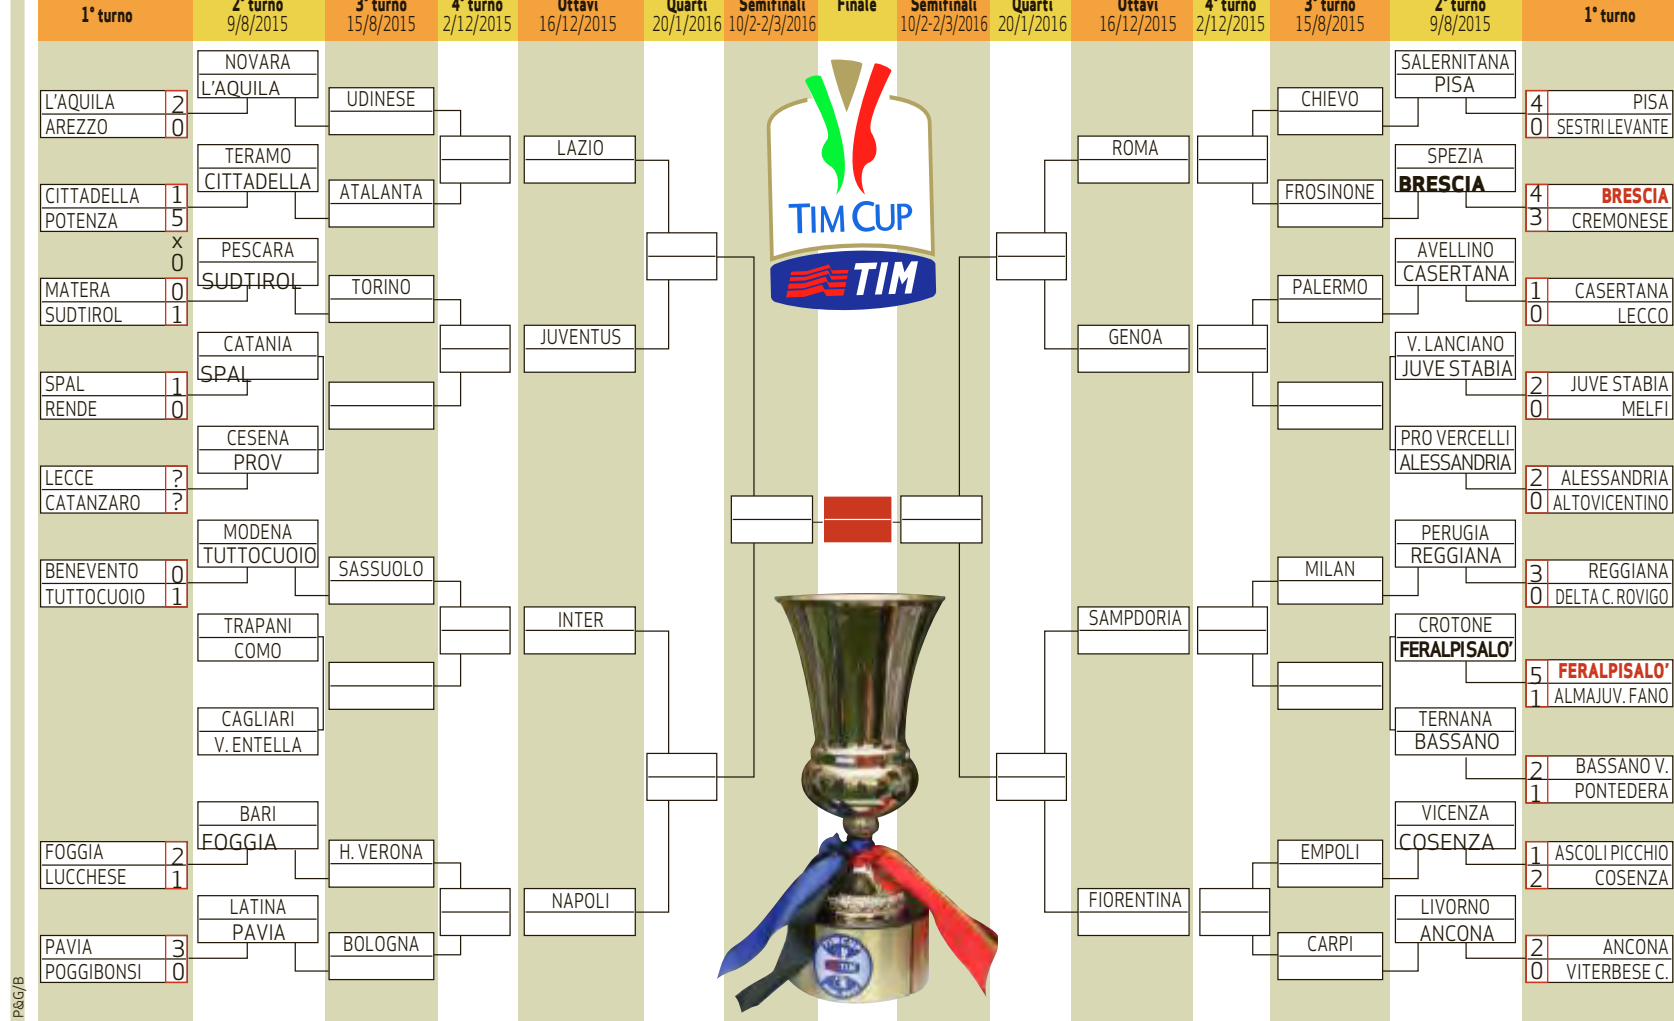 1° turno
2° turno
9/8/2015
3° turno
15/8/2015
4° turno
2/12/2015
Ottavi
16/12/2015
Quarti
20/1/2016
Semifinali
10/2-2/3/2016
Finale
Semifinali
10/2-2/3/2016
Quarti
20/1/2016
Ottavi
16/12/2015
4° turno
2/12/2015
3° turno
15/8/2015
2° turno
9/8/2015
1° turno
L'AQUILA 2
AREZZO 0
CITTADELLA 1
POTENZA 5
x
0
MATERA 0
SUDTIROL 1
SPAL 1
RENDE 0
LECCE ?
CATANZARO ?
BENEVENTO 0
TUTTOCUOIO 1
FOGGIA 2
LUCCHESE 1
PAVIA 3
POGGIBONSI 0
NOVARA
L'AQUILA
TERAMO
CITTADELLA
PESCARA
SUDTIROL
CATANIA
SPAL
CESENA
PROV
MODENA
TUTTOCUOIO
TRAPANI
COMO
CAGLIARI
V. ENTELLA
BARI
FOGGIA
LATINA
PAVIA
UDINESE
ATALANTA
TORINO
SASSUOLO
H. VERONA
BOLOGNA
LAZIO
JUVENTUS
INTER
NAPOLI
TIM CUP
TIM
TIM CUP
TIM
ROMA
GENOA
SAMPDORIA
FIORENTINA
CHIEVO
FROSINONE
PALERMO
MILAN
EMPOLI
CARPI
SALERNITANA
PISA
SPEZIA
BRESCIA
AVELLINO
CASERTANA
V. LANCIANO
JUVE STABIA
PRO VERCELLI
ALESSANDRIA
PERUGIA
REGGIANA
CROTONE
FERALPISALO'
TERNANA
BASSANO
VICENZA
COSENZA
LIVORNO
ANCONA
4 PISA
0 SESTRI LEVANTE
4 BRESCIA
3 CREMONESE
1 CASERTANA
0 LECCO
2 JUVE STABIA
0 MELFI
2 ALESSANDRIA
0 ALTOVICENTINO
3 REGGIANA
0 DELTA C. ROVIGO
5 FERALPISALO'
1 ALMAJUV. FANO
2 BASSANO V.
1 PONTEDERA
1 ASCOLI PICCHIO
2 COSENZA
2 ANCONA
0 VITERBESE C.
P&G/B